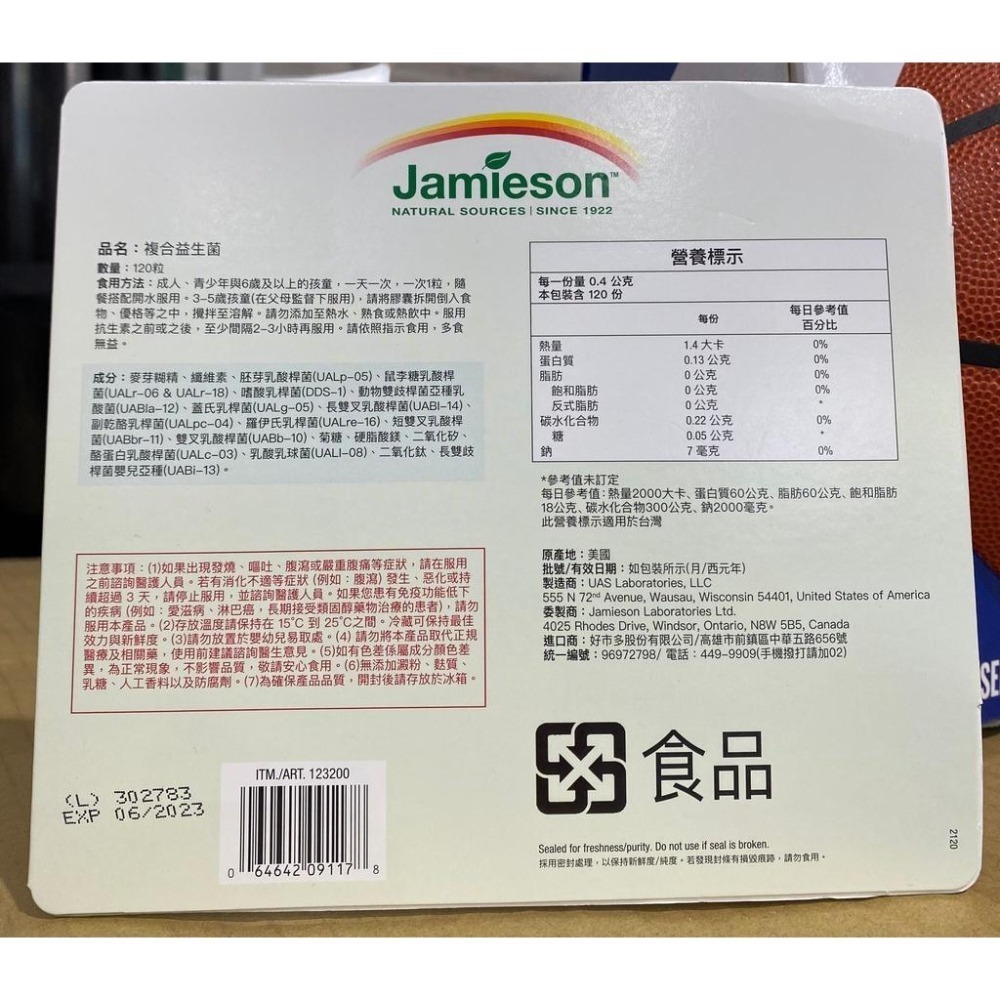 Jamieson™
NATURAL SOURCES | SINCE 1922
品名：複合益生菌
數量：120粒
食用方法：成人、青少年與6歲及以上的孩童，一天一次，一次1粒，隨
餐搭配開水服用。3-5歲孩童(在父母監督下服用)，請將膠囊拆開倒入食
物、優格等之中，攪拌至溶解。請勿添加至熱水、熟食或熱飲中。服用
抗生素之前或之後，至少間隔2-3小時再服用。請依照指示食用，多食
無益。
成分：麥芽糊精、纖維素、胚芽乳酸桿菌(UALp-05)、鼠李糖乳酸桿
菌(UALr-06 & UALr-18)、嗜酸乳桿菌(DDS-1)、動物雙歧桿菌亞種乳
酸菌(UABla-12)、蓋氏乳桿菌(UALg-05)、長雙叉乳酸桿菌(UABl-14)、
副乾酪乳桿菌(UALpc-04)、羅伊氏乳桿菌(UALre-16)、短雙叉乳酸桿
菌(UABbr-11)、雙叉乳酸桿菌(UABb-10)、菊糖、硬脂酸鎂、二氧化矽、
酪蛋白乳酸桿菌(UALc-03)、乳酸乳球菌(UALl-08)、二氧化鈦、長雙歧
桿菌嬰兒亞種(UABi-13)。
注意事項：(1)如果出現發燒、嘔吐、腹瀉或嚴重腹痛等症狀，請在服用
之前諮詢醫護人員。若有消化不適等症狀 (例如：腹瀉) 發生、惡化或持
續超過 3 天，請停止服用，並諮詢醫護人員。如果您患有免疫功能低下
的疾病 (例如：愛滋病、淋巴癌，長期接受類固醇藥物治療的患者)，請勿
服用本產品。(2)存放溫度請保持在 15°C 到 25°C之間。冷藏可保持最佳
效力與新鮮度。(3)請勿放置於嬰幼兒易取處。(4) 請勿將本產品取代正規
醫療及相關藥，使用前建議諮詢醫生意見。(5)如有色差係屬成分顏色差
異，為正常現象，不影響品質，敬請安心食用。(6)無添加澱粉、麩質、
乳糖、人工香料以及防腐劑。(7)為確保產品品質，開封後請存放於冰箱。
(L) 302783
EXP 06/2023
ITM./ART. 123200
0 64642 09117 8
營養標示
每一份量 0.4 公克
本包裝含 120 份
每份 每日參考值
百分比
熱量 1.4 大卡 0%
蛋白質 0.13 公克 0%
脂肪 0 公克 0%
飽和脂肪 0 公克 0%
反式脂肪 0 公克 *
碳水化合物 0.22 公克 0%
糖 0.05 公克 *
鈉 7 毫克 0%
*參考值未訂定
每日參考值：熱量2000大卡、蛋白質60公克、脂肪60公克、飽和脂肪
18公克、碳水化合物300公克、鈉2000毫克。
此營養標示適用於台灣
原產地：美國
批號/有效日期：如包裝所示(月/西元年)
製造商：UAS Laboratories, LLC
555 N 72nd Avenue, Wausau, Wisconsin 54401, United States of America
委製商：Jamieson Laboratories Ltd.
4025 Rhodes Drive, Windsor, Ontario, N8W 5B5, Canada
進口商：好市多股份有限公司/高雄市前鎮區中華五路656號
統一編號：96972798/ 電話：449-9909(手機撥打請加02)
食品
Sealed for freshness/purity. Do not use if seal is broken.
採用密封處理，以保持新鮮度/純度。若發現封條有損毀痕跡，請勿食用。
2120
SE